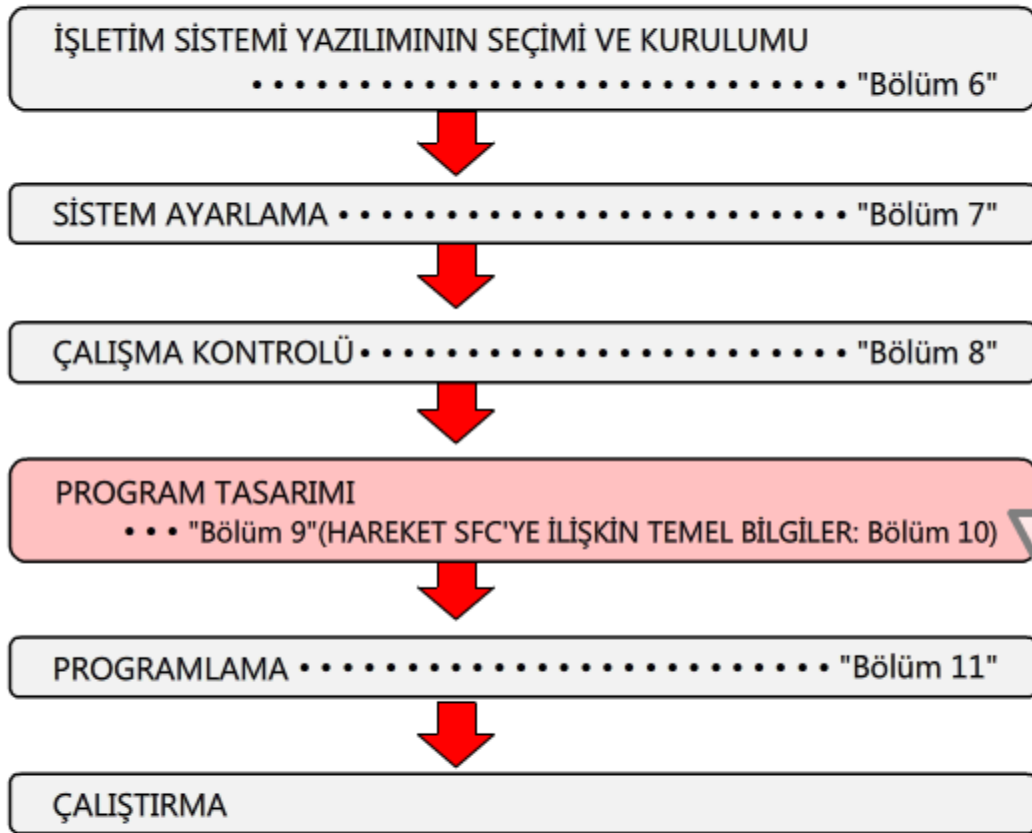 İŞLETİM SİSTEMİ YAZILIMININ SEÇİMİ VE KURULUMU
• • • • • • • • • • • • • • • • • • • • • • • • • • • • "Bölüm 6"
SİSTEM AYARLAMA • • • • • • • • • • • • • • • • • • • • • • • • "Bölüm 7"
ÇALIŞMA KONTROLÜ • • • • • • • • • • • • • • • • • • • • • • • "Bölüm 8"
PROGRAM TASARIMI
• • • "Bölüm 9"(HAREKET SFC'YE İLİŞKİN TEMEL BİLGİLER: Bölüm 10)
PROGRAMLAMA • • • • • • • • • • • • • • • • • • • • • • • • • "Bölüm 11"
ÇALIŞTIRMA